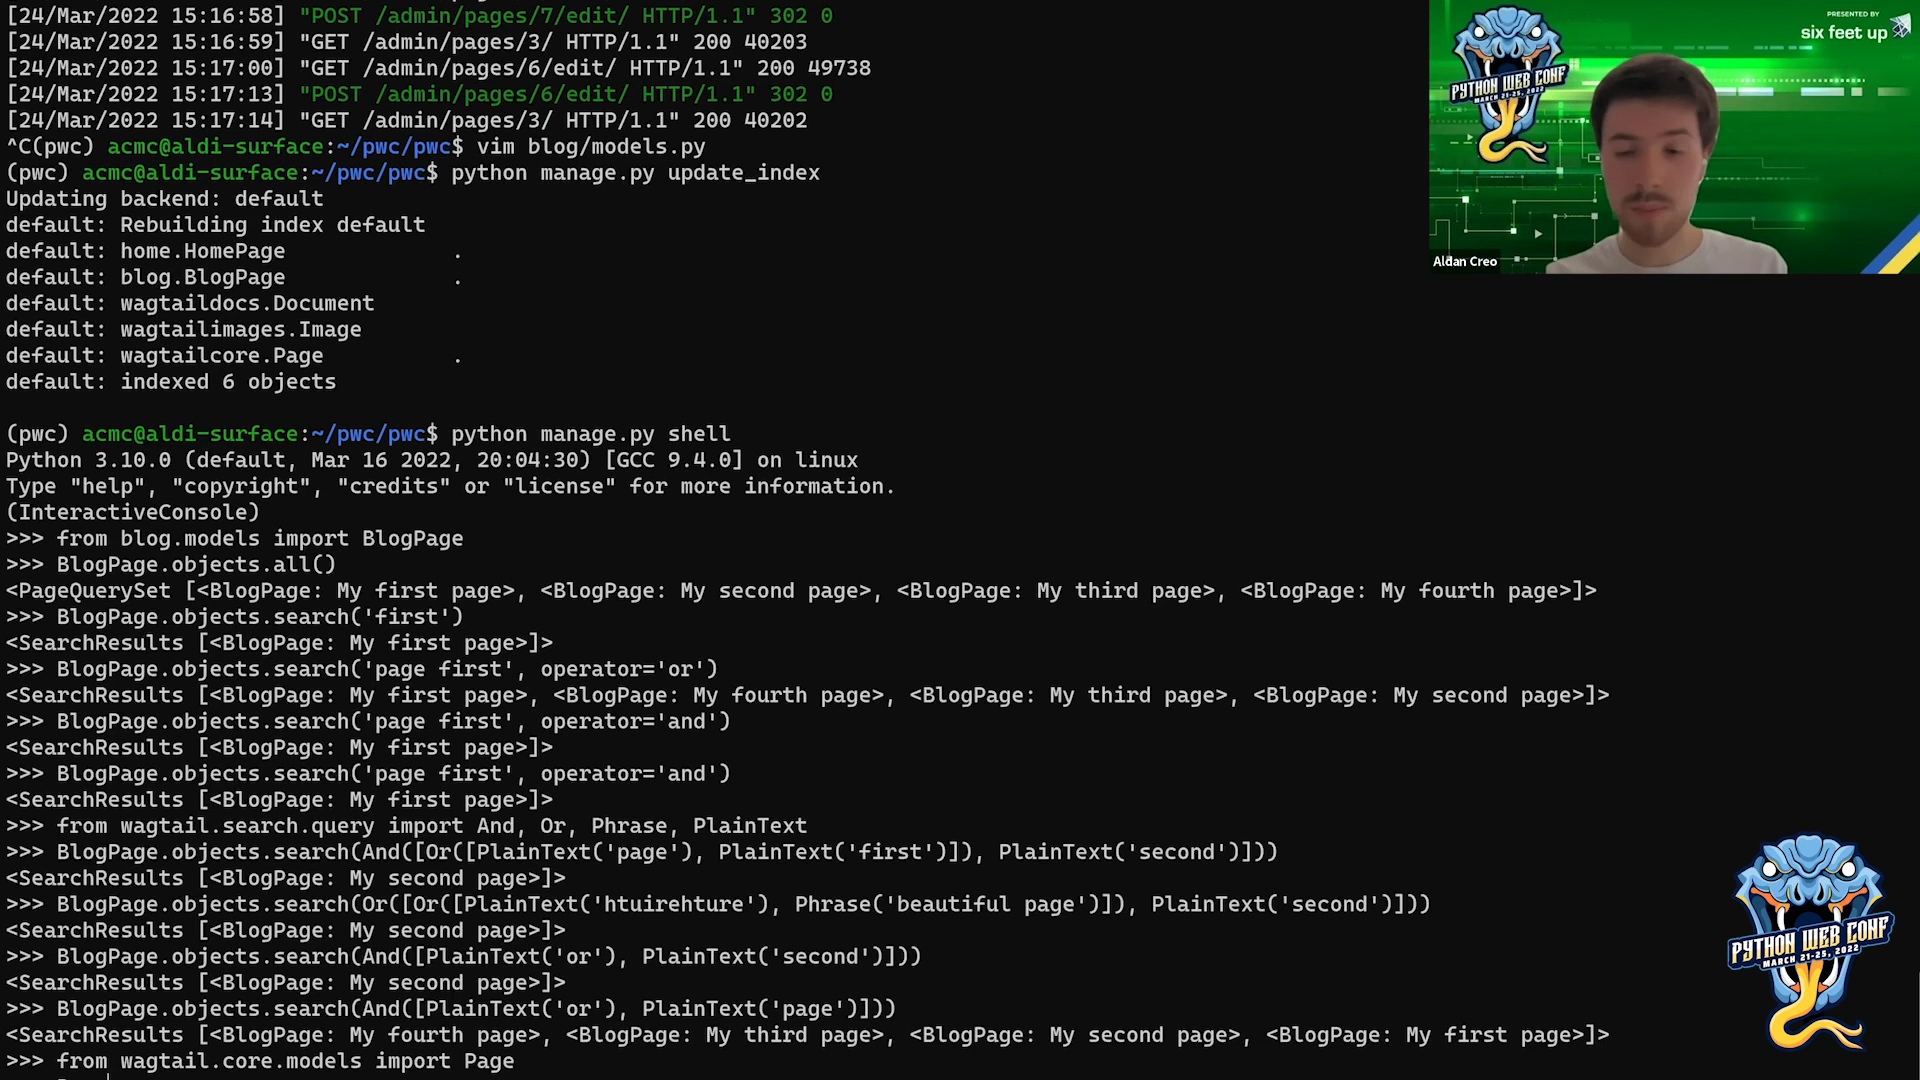 [24/Mar/2022 15:16:58] "POST /admin/pages/7/edit/ HTTP/1.1" 302 0
[24/Mar/2022 15:16:59] "GET /admin/pages/3/ HTTP/1.1" 200 40203
[24/Mar/2022 15:17:00] "GET /admin/pages/6/edit/ HTTP/1.1" 200 49738
[24/Mar/2022 15:17:13] "POST /admin/pages/6/edit/ HTTP/1.1" 302 0
[24/Mar/2022 15:17:14] "GET /admin/pages/3/ HTTP/1.1" 200 40202
^C(pwc) acmc@aldi-surface:~/pwc/pwc$ vim blog/models.py
(pwc) acmc@aldi-surface:~/pwc/pwc$ python manage.py update_index
Updating backend: default
default: Rebuilding index default
default: home.HomePage .
default: blog.BlogPage .
default: wagtaildocs.Document
default: wagtailimages.Image
default: wagtailcore.Page .
default: indexed 6 objects
(pwc) acmc@aldi-surface:~/pwc/pwc$ python manage.py shell
Python 3.10.0 (default, Mar 16 2022, 20:04:30) [GCC 9.4.0] on linux
Type "help", "copyright", "credits" or "license" for more information.
(InteractiveConsole)
>>> from blog.models import BlogPage
>>> BlogPage.objects.all()
<PageQuerySet [<BlogPage: My first page>, <BlogPage: My second page>, <BlogPage: My third page>, <BlogPage: My fourth page>]>
>>> BlogPage.objects.search('first')
<SearchResults [<BlogPage: My first page>]>
>>> BlogPage.objects.search('page first', operator='or')
<SearchResults [<BlogPage: My first page>, <BlogPage: My fourth page>, <BlogPage: My third page>, <BlogPage: My second page>]>
>>> BlogPage.objects.search('page first', operator='and')
<SearchResults [<BlogPage: My first page>]>
>>> BlogPage.objects.search('page first', operator='and')
<SearchResults [<BlogPage: My first page>]>
>>> from wagtail.search.query import And, Or, Phrase, PlainText
>>> BlogPage.objects.search(And([Or([PlainText('page'), PlainText('first')]), PlainText('second')]))
<SearchResults [<BlogPage: My second page>]>
>>> BlogPage.objects.search(Or([Or([PlainText('htuirehture'), Phrase('beautiful page')]), PlainText('second')]))
<SearchResults [<BlogPage: My second page>]>
>>> BlogPage.objects.search(And([PlainText('or'), PlainText('second')]))
<SearchResults [<BlogPage: My second page>]>
>>> BlogPage.objects.search(And([PlainText('or'), PlainText('page')]))
<SearchResults [<BlogPage: My fourth page>, <BlogPage: My third page>, <BlogPage: My second page>, <BlogPage: My first page>]>
>>> from wagtail.core.models import Page
PRESENTED BY
six feet up
PYTHON WEB CONF
MARCH 21-25, 2022
Aldan Creo
PYTHON WEB CONF
MARCH 21-25, 2022